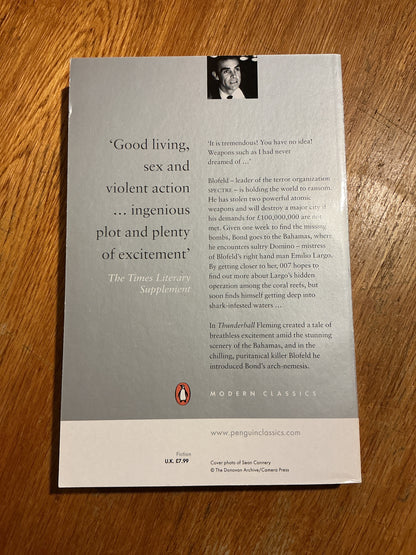 'Good living,
sex and
violent action
... ingenious
plot and plenty
of excitement'
The Times Literary
Supplement
'It is tremendous! You have no idea!
Weapons such as I had never
dreamed of ...'
Blofeld – leader of the terror organization
SPECTRE – is holding the world to ransom.
He has stolen two powerful atomic
weapons and will destroy a major city if
his demands for £100,000,000 are not
met. Given one week to find the missing
bombs, Bond goes to the Bahamas, where
he encounters sultry Domino – mistress
of Blofeld's right hand man Emilio Largo.
By getting closer to her, 007 hopes to
find out more about Largo's hidden
operation among the coral reefs, but
soon finds himself getting deep into
shark-infested waters ...
In Thunderball Fleming created a tale of
breathless excitement amid the stunning
scenery of the Bahamas, and in the
chilling, puritanical killer Blofeld he
introduced Bond's arch-nemesis.
MODERN CLASSICS
www.penguinclassics.com
Fiction
U.K. £7.99
Cover photo of Sean Connery
© The Donovan Archive/Camera Press